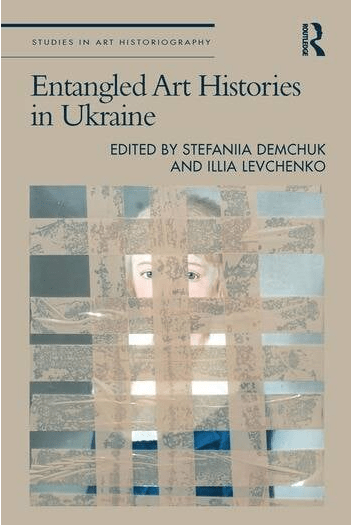 STUDIES IN ART HISTORIOGRAPHY
ROUTLEDGE
Entangled Art Histories
in Ukraine
EDITED BY STEFANIIA DEMCHUK
AND ILLIA LEVCHENKO